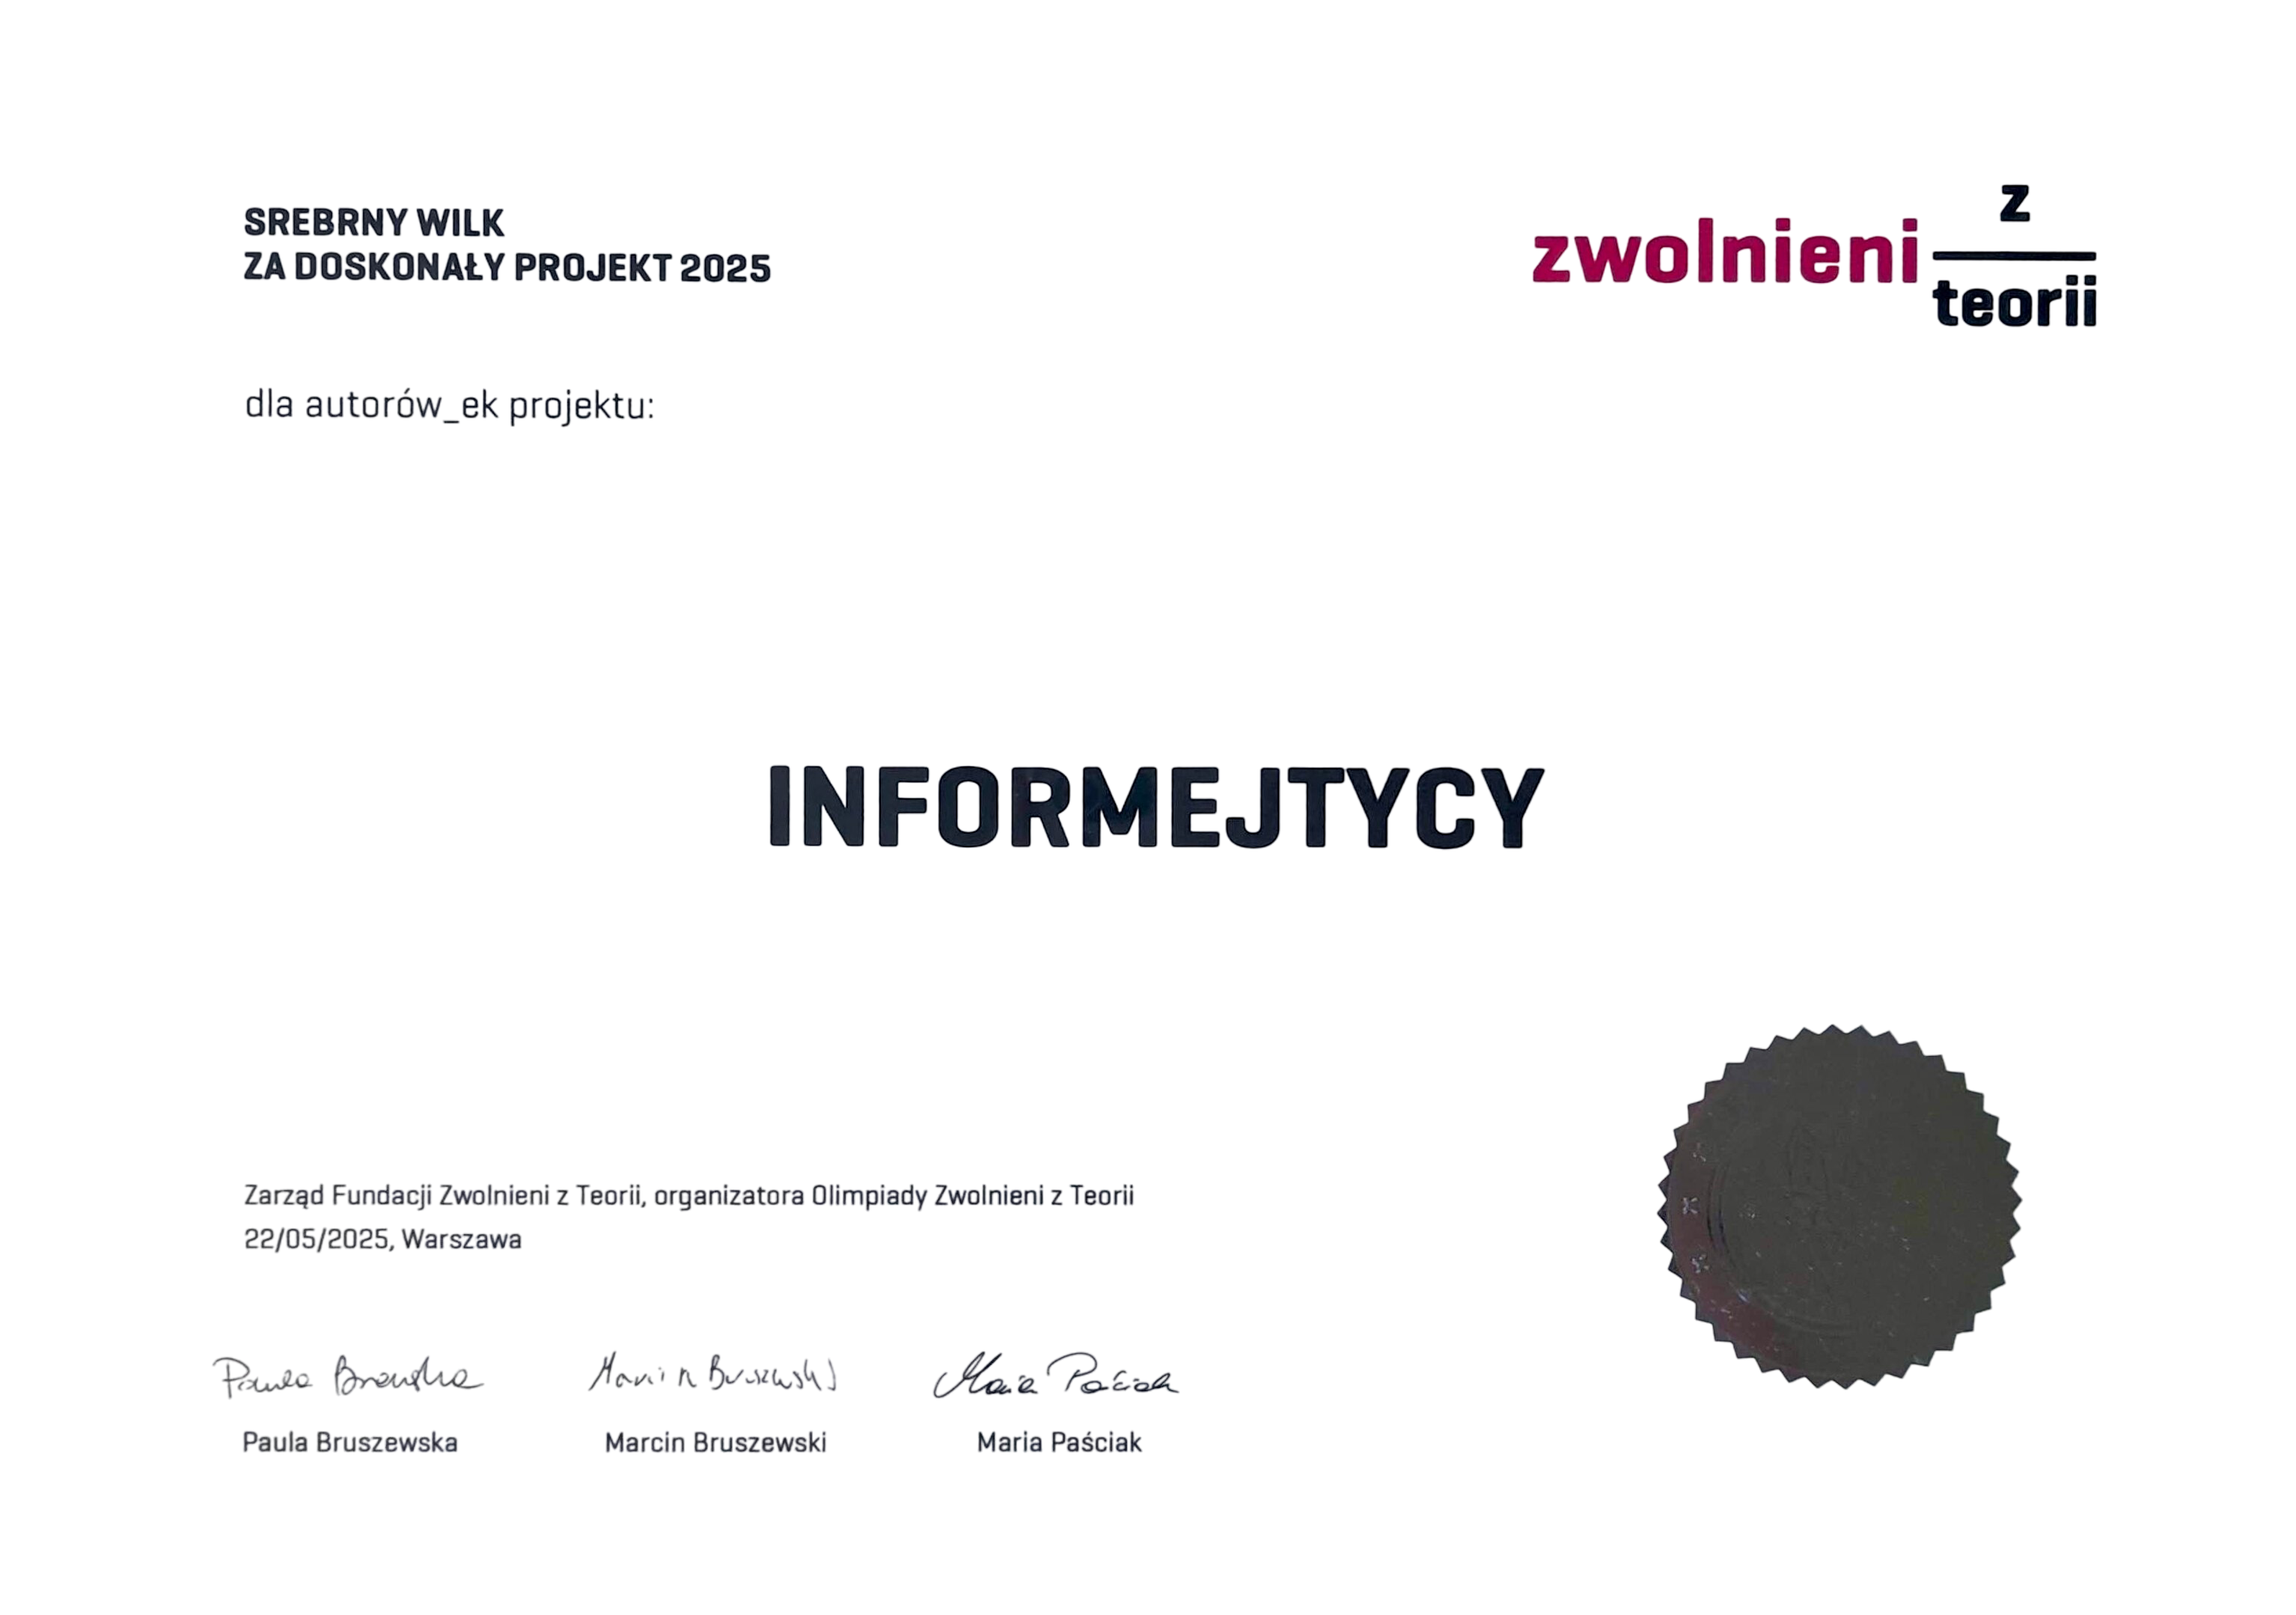 SREBRNY WILK
ZA DOSKONAŁY PROJEKT 2025
zwolnieni z teorii
dla autorów_ek projektu:
INFORMEJTYCY
Zarząd Fundacji Zwolnieni z Teorii, organizatora Olimpiady Zwolnieni z Teorii
22/05/2025, Warszawa
Paula Bruszewska
Marcin Bruszewski
Maria Paściak
Paula Bruszewska
Marcin Bruszewski
Maria Paściak